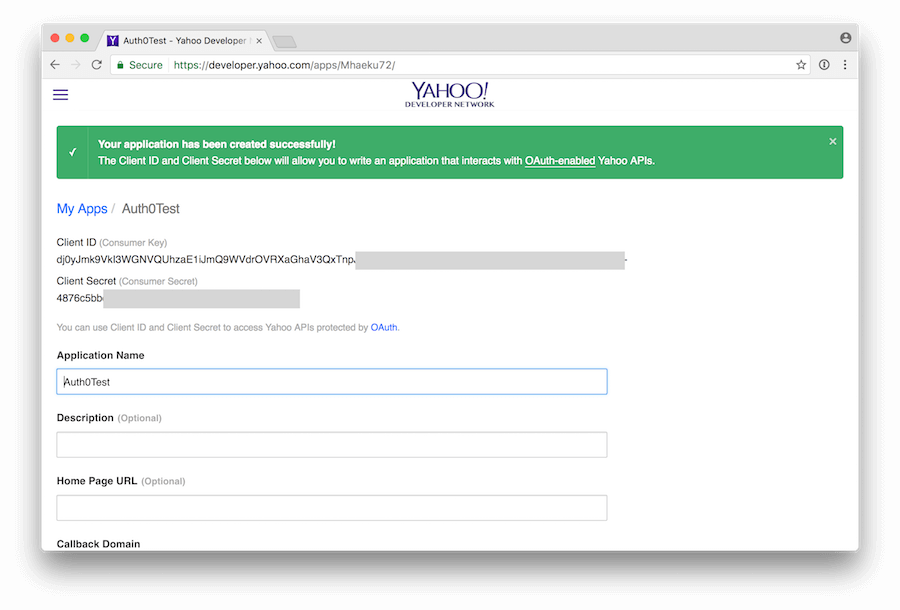 Auth0Test - Yahoo Developer
Secure https://developer.yahoo.com/apps/Mhaeku72/
YAHOO!
DEVELOPER NETWORK
Your application has been created successfully!
The Client ID and Client Secret below will allow you to write an application that interacts with OAuth-enabled Yahoo APIs.
My Apps / Auth0Test
Client ID (Consumer Key)
Client Secret (Consumer Secret)
4876c5bb
You can use Client ID and Client Secret to access Yahoo APIs protected by OAuth.
Application Name
Auth0Test
Description (Optional)
Home Page URL (Optional)
Callback Domain